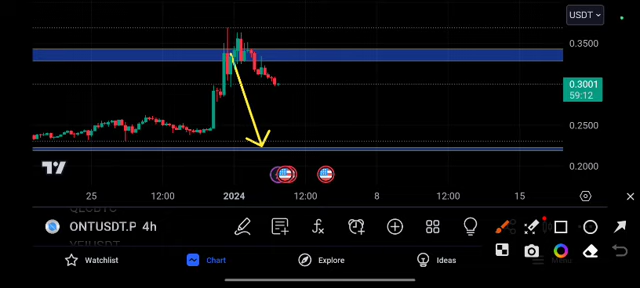 USDT
0.3500
0.3001
59:12
0.2500
0.2000
25
12:00
2024
12:00
8
12:00
15
ONTUSDT.P 4h
Watchlist
Chart
Explore
Ideas